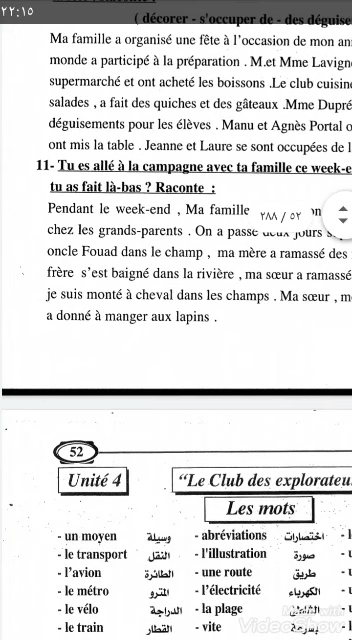 ٢٢:١٥
( décorer - s'occuper de - des déguise
Ma famille a organisé une fête à l'occasion de mon an
monde a participé à la préparation . M.et Mme Lavign
supermarché et ont acheté les boissons .Le club cuisin
salades , a fait des quiches et des gâteaux .Mme Dupré
déguisements pour les élèves . Manu et Agnès Portal o
ont mis la table . Jeanne et Laure se sont occupées de l
11- Tu es allé à la campagne avec ta famille ce week-e
tu as fait là-bas ? Raconte :
Pendant le week-end , Ma famille
٥٢ / ٢٨٨
chez les grands-parents . On a passé deux jours
oncle Fouad dans le champ , ma mère a ramassé des
frère s'est baigné dans la rivière , ma sœur a ramassé
je suis monté à cheval dans les champs . Ma sœur , m
a donné à manger aux lapins .
52
Unité 4
"Le Club des explorateu
Les mots
- un moyen وسيلة - abréviations اختصارات - l
- le transport النقل - l'illustration صورة
- l'avion الطائرة - une route طريق
- le métro المترو - l'électricité الكهرباء
- le vélo الدراجة - la plage الشاطئ
- le train القطار - vite بسرعة - l
Made with
VideoShow